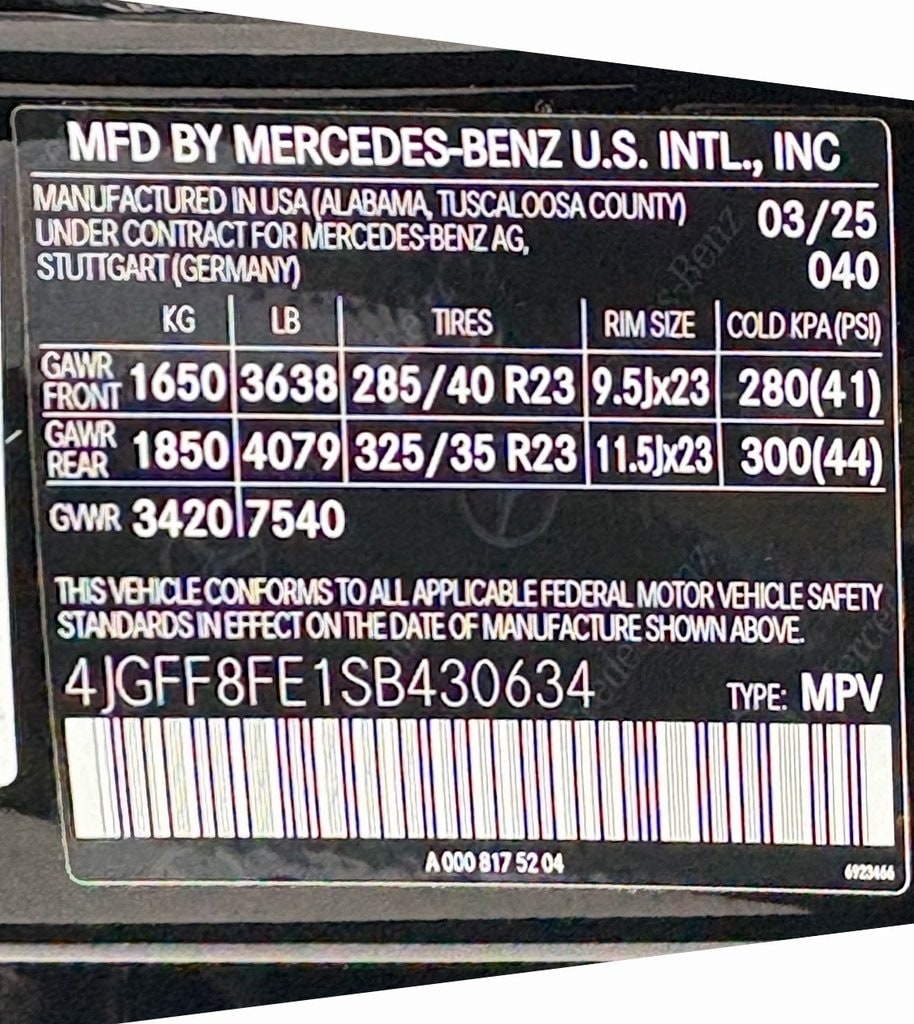 MFD BY MERCEDES-BENZ U.S. INTL., INC
MANUFACTURED IN USA (ALABAMA, TUSCALOOSA COUNTY)
UNDER CONTRACT FOR MERCEDES-BENZ AG,
STUTTGART (GERMANY)
03/25
040
KG LB TIRES RIM SIZE COLD KPA (PSI)
GAWR FRONT 1650 3638 285/40 R23 9.5Jx23 280(41)
GAWR REAR 1850 4079 325/35 R23 11.5Jx23 300(44)
GVWR 3420 7540
THIS VEHICLE CONFORMS TO ALL APPLICABLE FEDERAL MOTOR VEHICLE SAFETY
STANDARDS IN EFFECT ON THE DATE OF MANUFACTURE SHOWN ABOVE.
4JGFF8FE1SB430634 TYPE: MPV
A 000 817 52 04
6923466